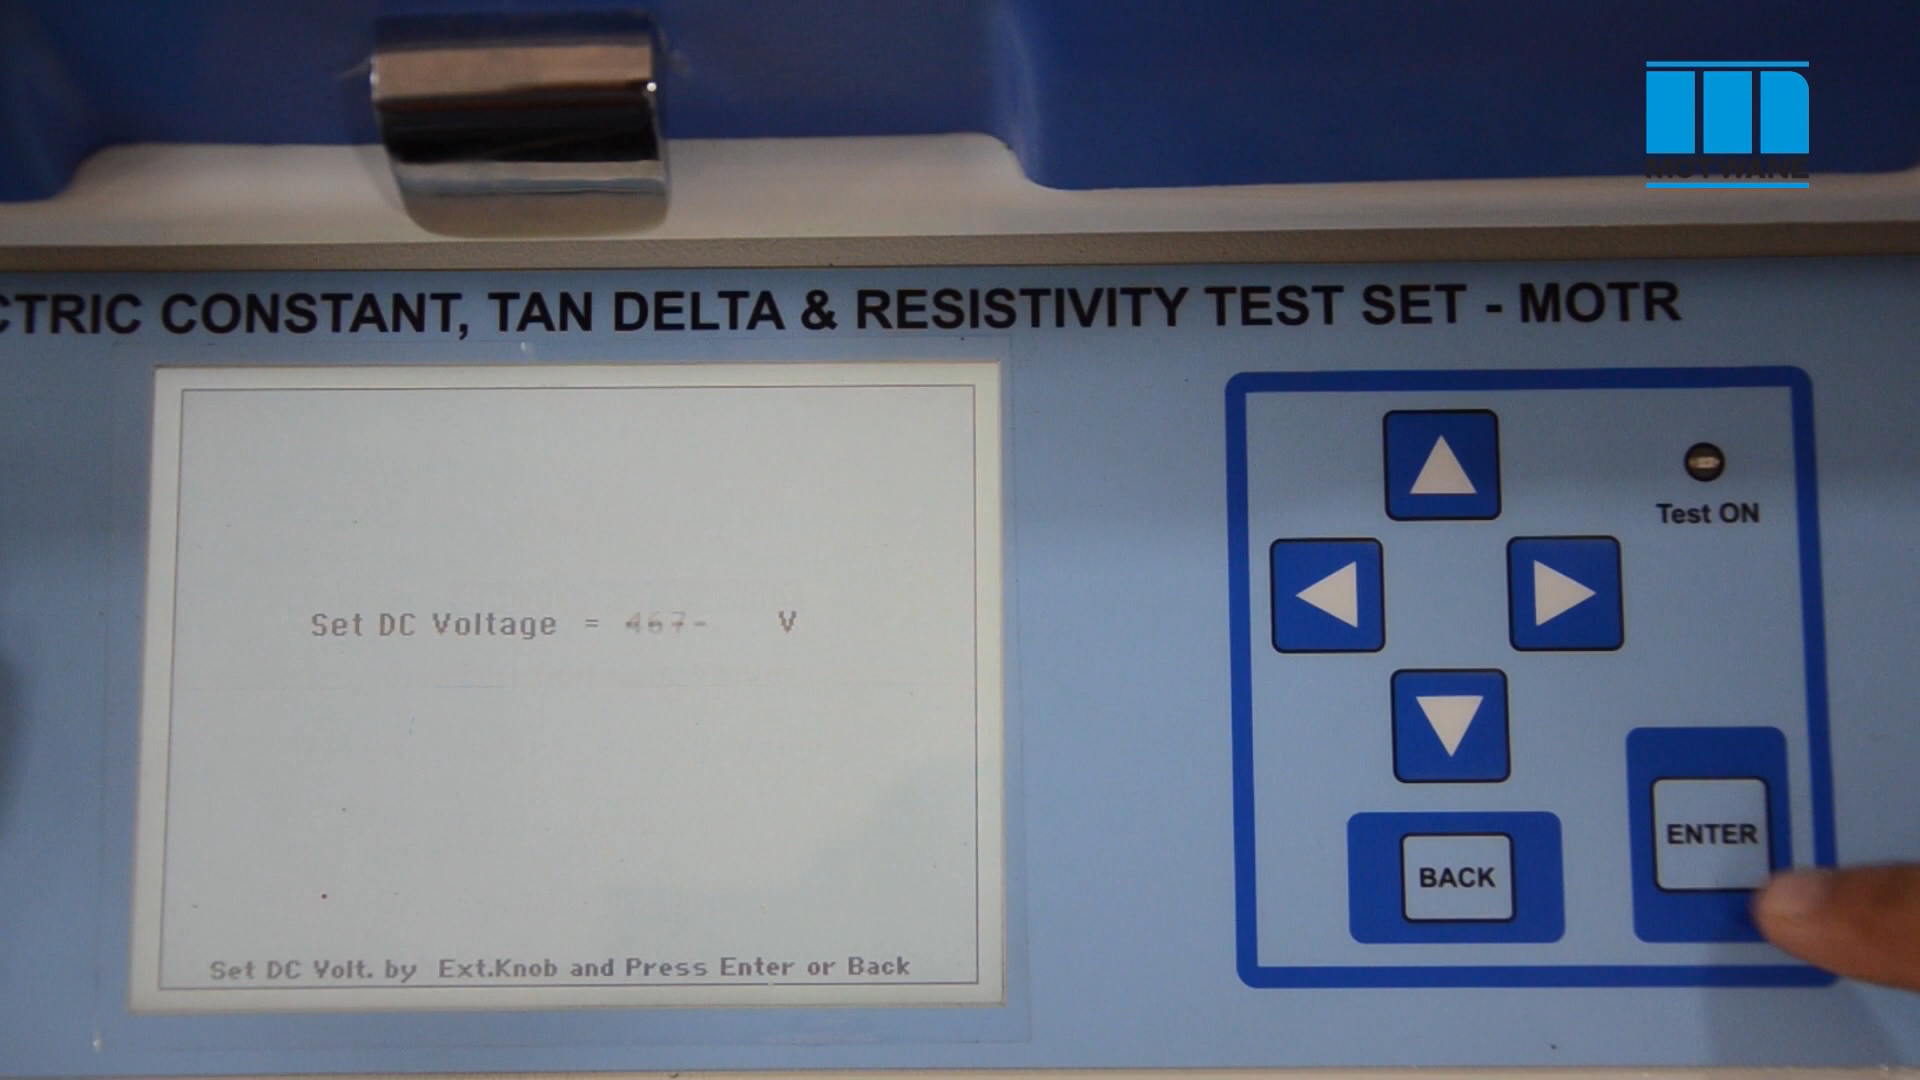 MOTWANE
CTRIC CONSTANT, TAN DELTA & RESISTIVITY TEST SET - MOTR
Test ON
Set DC Voltage = V
ENTER
BACK
Set DC Volt. by Ext.Knob and Press Enter or Back